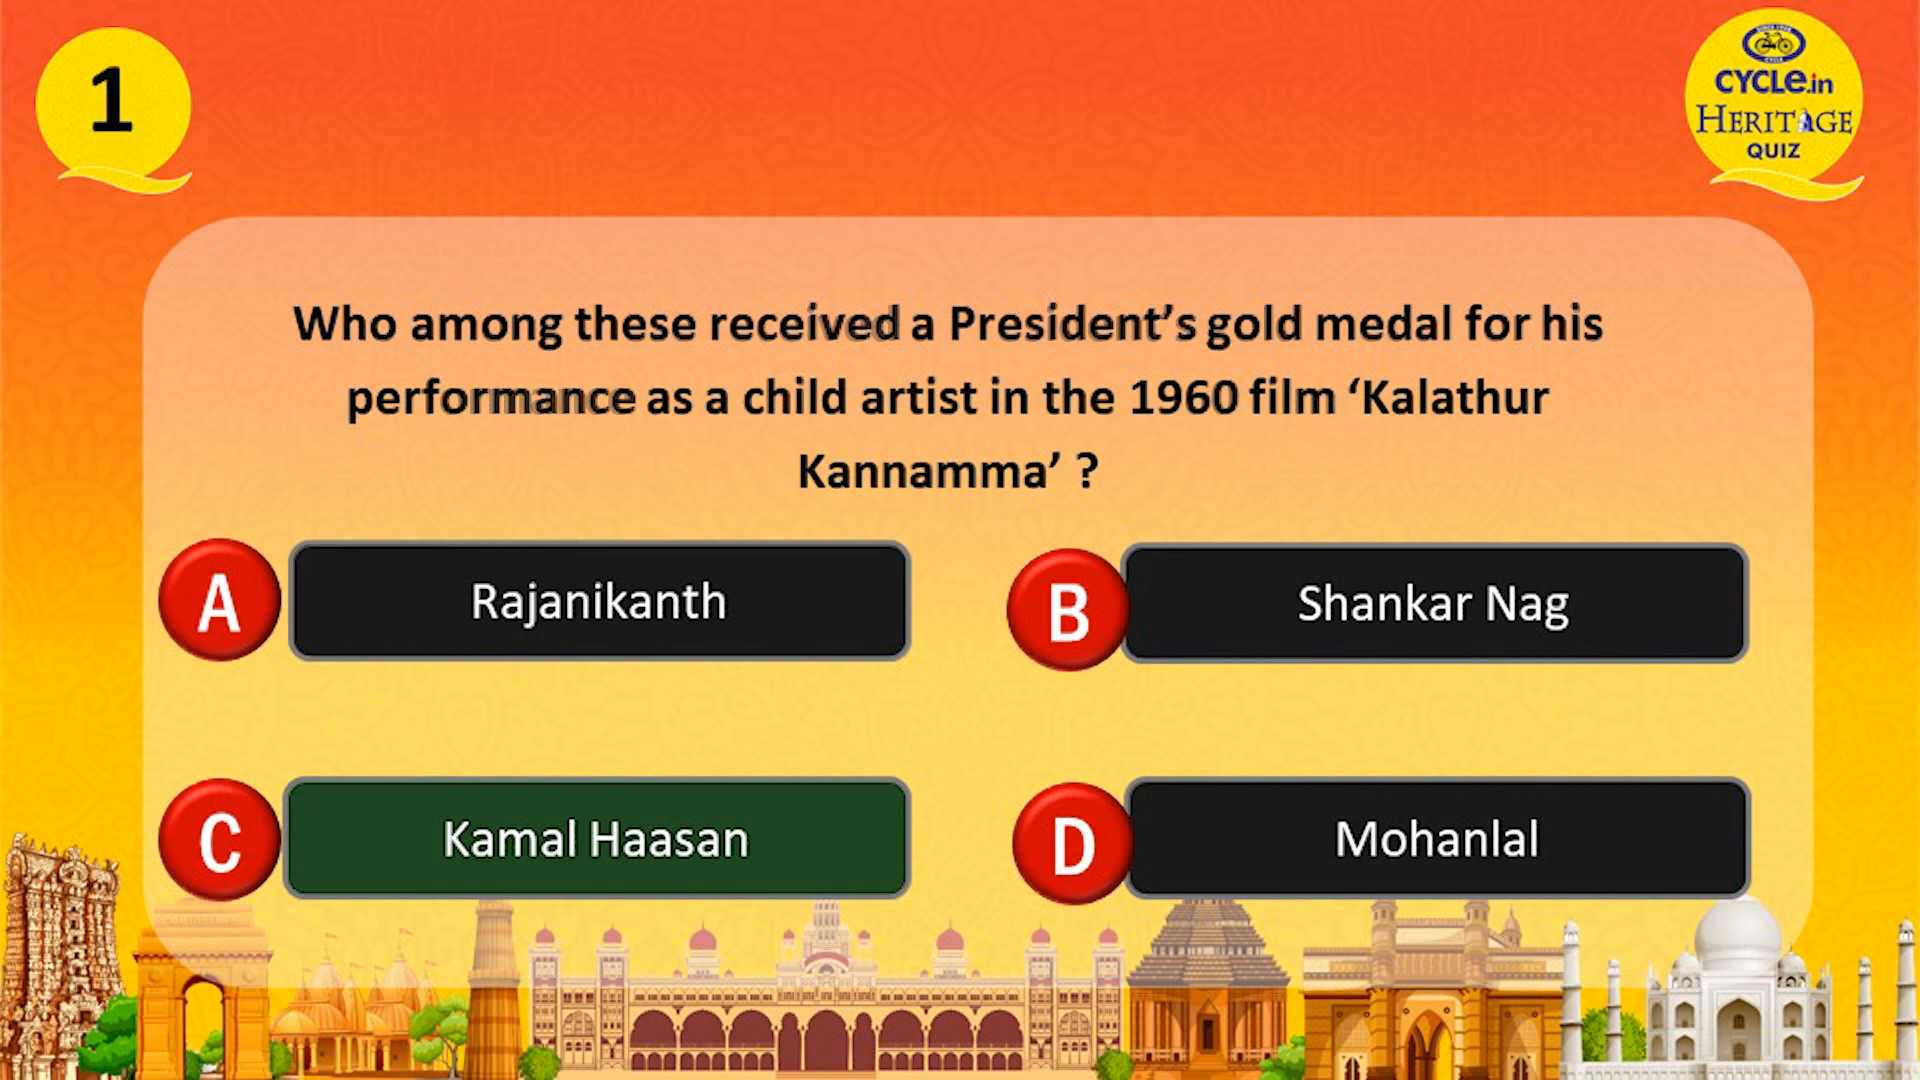 1
CYCLe.in
HERITAGE
QUIZ
Who among these received a President’s gold medal for his
performance as a child artist in the 1960 film ‘Kalathur
Kannamma’ ?
A
Rajanikanth
B
Shankar Nag
C
Kamal Haasan
D
Mohanlal